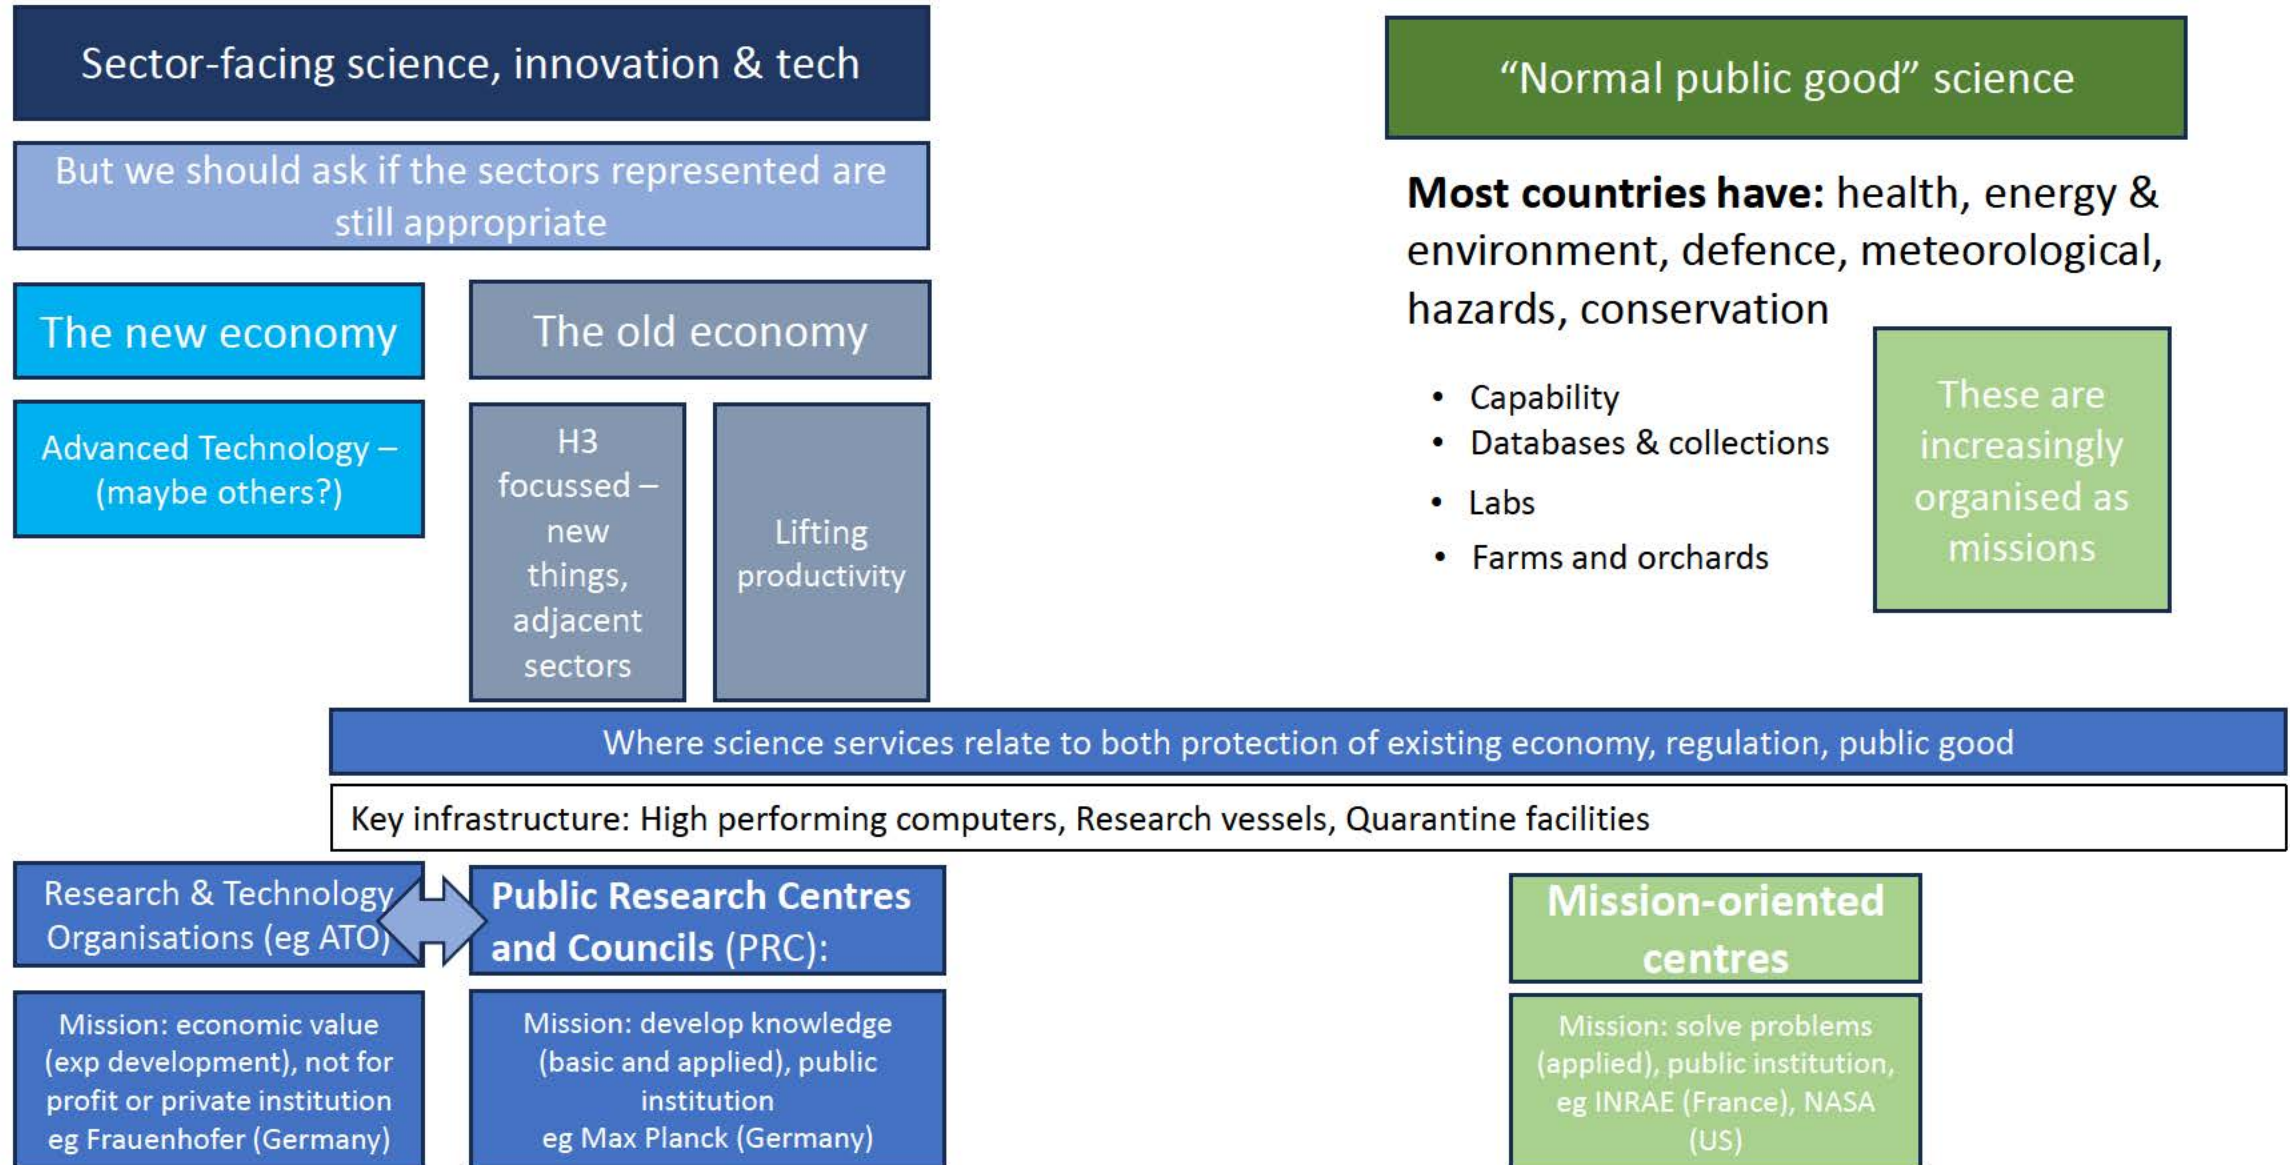 Sector-facing science, innovation & tech
But we should ask if the sectors represented are
still appropriate
The new economy
The old economy
Advanced Technology –
(maybe others?)
H3
focussed –
new
things,
adjacent
sectors
Lifting
productivity
“Normal public good” science
Most countries have: health, energy &
environment, defence, meteorological,
hazards, conservation
• Capability
• Databases & collections
• Labs
• Farms and orchards
These are
increasingly
organised as
missions
Where science services relate to both protection of existing economy, regulation, public good
Key infrastructure: High performing computers, Research vessels, Quarantine facilities
Research & Technology
Organisations (eg ATO)
Public Research Centres
and Councils (PRC):
Mission-oriented
centres
Mission: economic value
(exp development), not for
profit or private institution
eg Frauenhofer (Germany)
Mission: develop knowledge
(basic and applied), public
institution
eg Max Planck (Germany)
Mission: solve problems
(applied), public institution,
eg INRAE (France), NASA
(US)